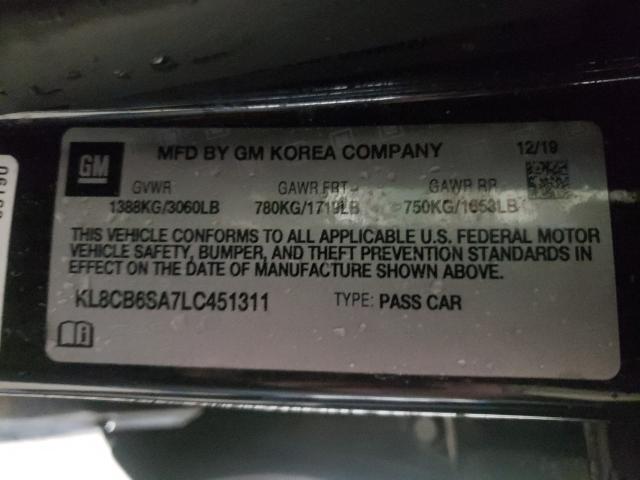 GM MFD BY GM KOREA COMPANY 12/19
GVWR GAWR FRT GAWR RR
1388KG/3060LB 780KG/1719LB 750KG/1653LB
THIS VEHICLE CONFORMS TO ALL APPLICABLE U.S. FEDERAL MOTOR
VEHICLE SAFETY, BUMPER, AND THEFT PREVENTION STANDARDS IN
EFFECT ON THE DATE OF MANUFACTURE SHOWN ABOVE.
KL8CB6SA7LC451311 TYPE: PASS CAR